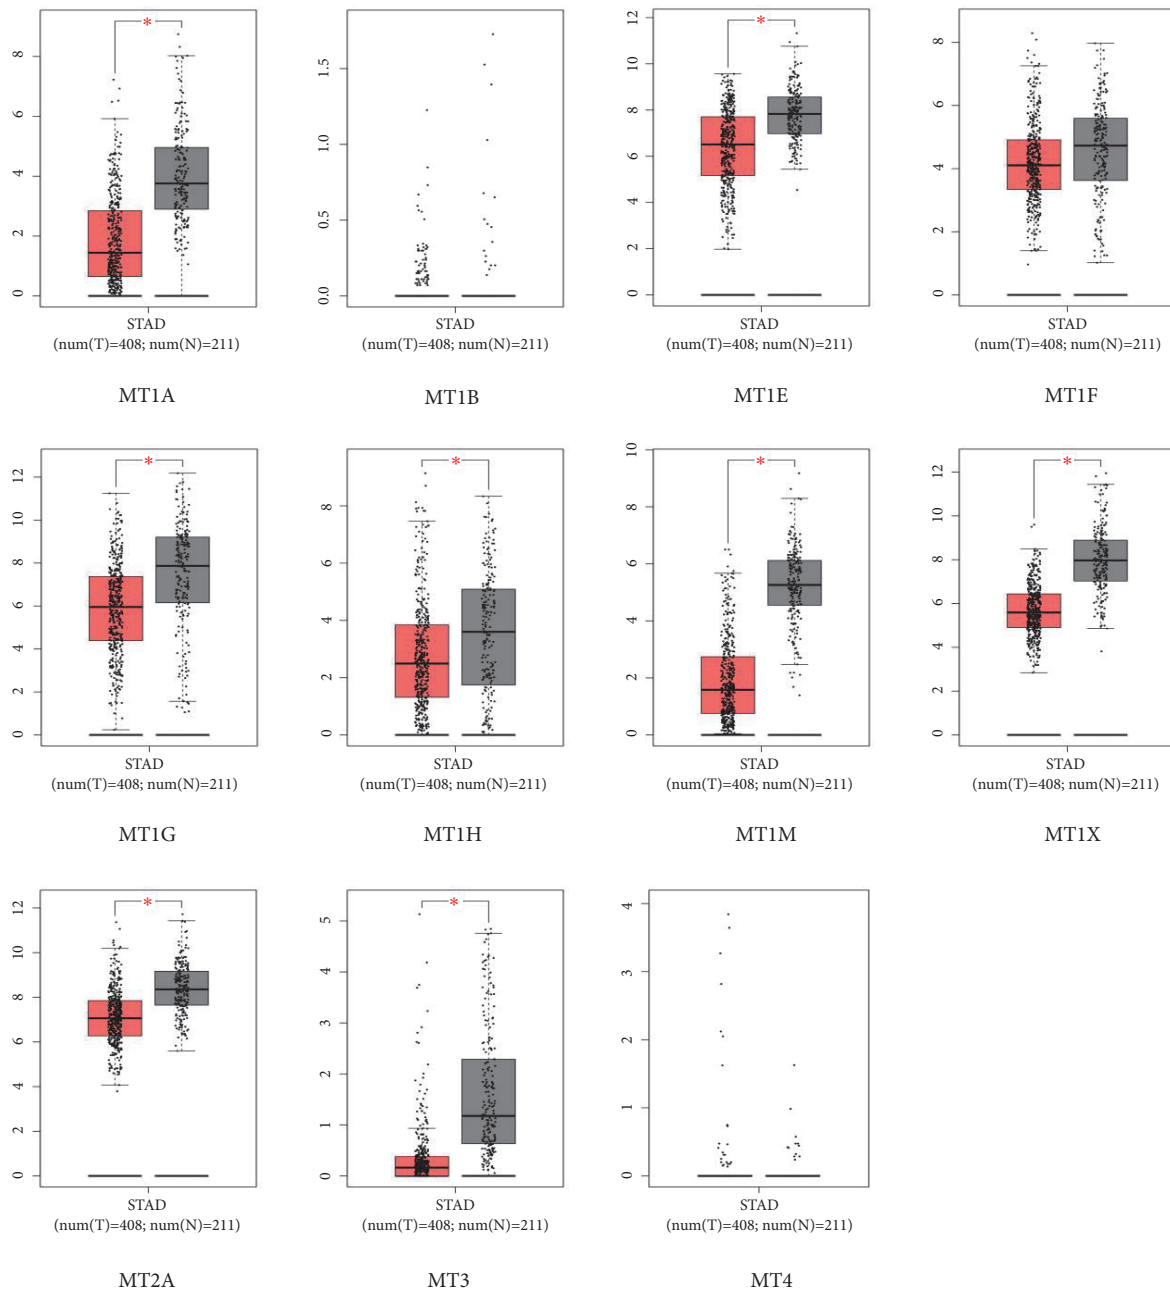 *
8
6
4
2
0
STAD
(num(T)=408; num(N)=211)
MT1A
1.5
1.0
0.5
0.0
STAD
(num(T)=408; num(N)=211)
MT1B
*
12
10
8
6
4
2
0
STAD
(num(T)=408; num(N)=211)
MT1E
8
6
4
2
0
STAD
(num(T)=408; num(N)=211)
MT1F
*
12
10
8
6
4
2
0
STAD
(num(T)=408; num(N)=211)
MT1G
*
8
6
4
2
0
STAD
(num(T)=408; num(N)=211)
MT1H
*
10
8
6
4
2
0
STAD
(num(T)=408; num(N)=211)
MT1M
*
12
10
8
6
4
2
0
STAD
(num(T)=408; num(N)=211)
MT1X
*
12
10
8
6
4
2
0
STAD
(num(T)=408; num(N)=211)
MT2A
*
5
4
3
2
1
0
STAD
(num(T)=408; num(N)=211)
MT3
4
3
2
1
0
STAD
(num(T)=408; num(N)=211)
MT4